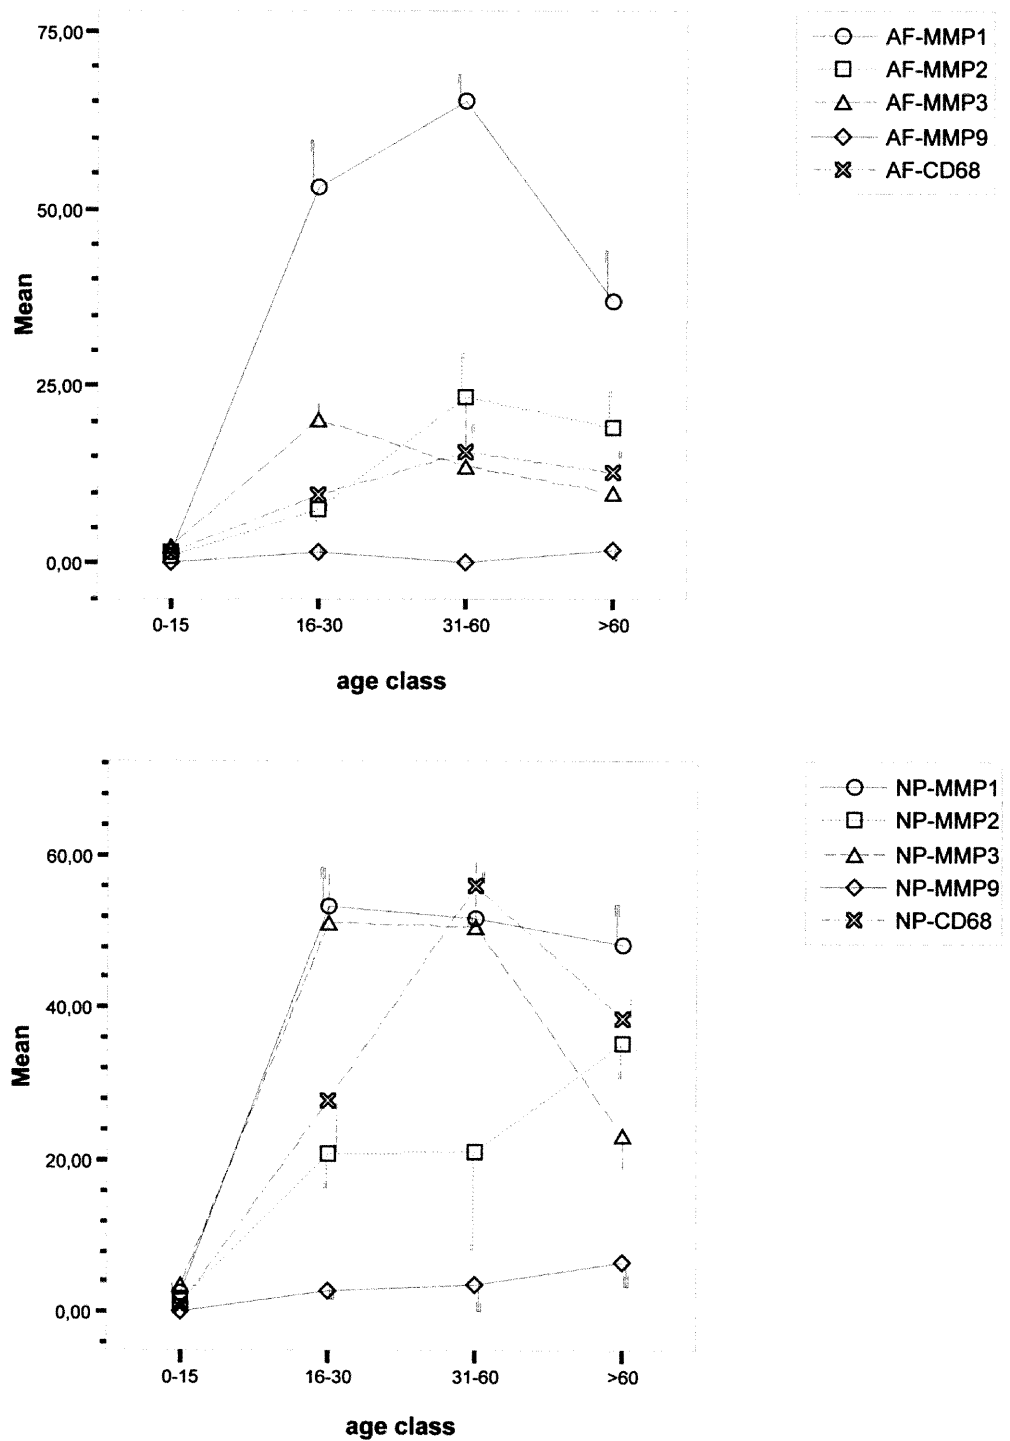 75,00
50,00
25,00
0,00
Mean
0-15
16-30
31-60
>60
age class
AF-MMP1
AF-MMP2
AF-MMP3
AF-MMP9
AF-CD68
60,00
40,00
20,00
0,00
Mean
0-15
16-30
31-60
>60
age class
NP-MMP1
NP-MMP2
NP-MMP3
NP-MMP9
NP-CD68